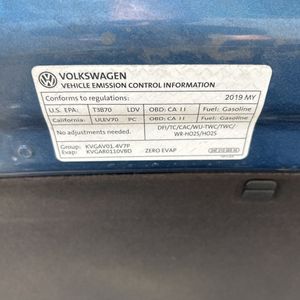 VOLKSWAGEN
VEHICLE EMISSION CONTROL INFORMATION
Conforms to regulations: 2019 MY
U.S. EPA: T3B70 LDV OBD: CA II Fuel: Gasoline
California: ULEV70 PC OBD: CA II Fuel: Gasoline
No adjustments needed. DFI/TC/CAC/WU-TWC/TWC/
WR-HO2S/HO2S
Group: KVGAV01.4V7P
Evap: KVGAR0110VBD ZERO EVAP